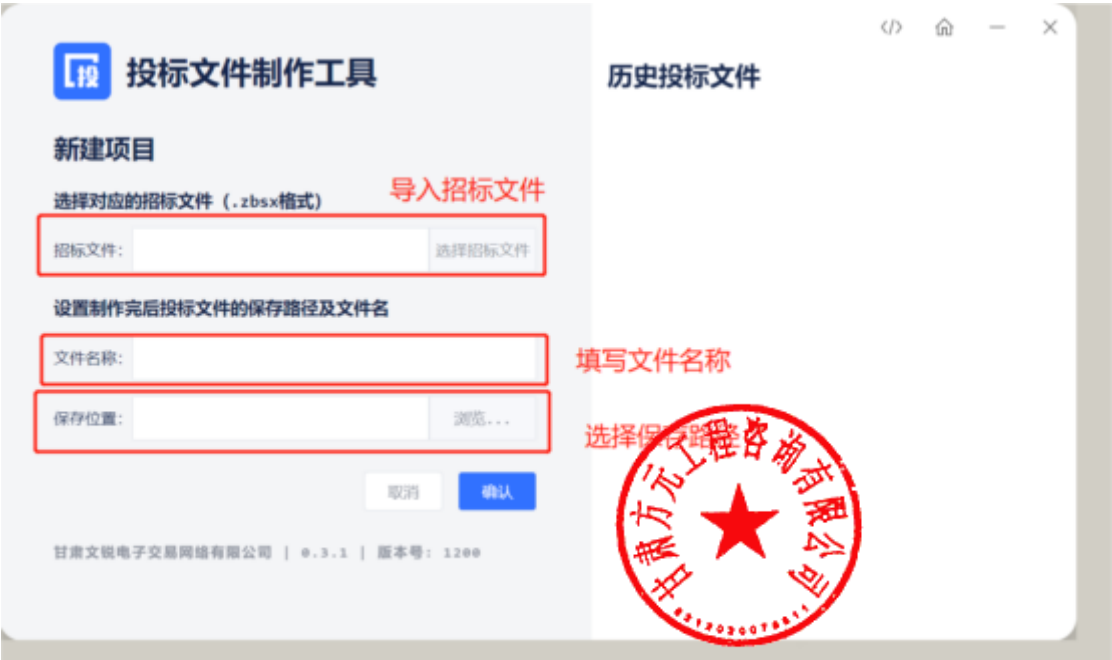 投
投标文件制作工具
历史投标文件
新建项目
选择对应的招标文件（.zbsx格式）
导入招标文件
招标文件：
选择招标文件
设置制作完后投标文件的保存路径及文件名
文件名称：
填写文件名称
保存位置：
浏览...
选择保存路径
取消
确认
甘肃文锐电子交易网络有限公司 | 0.3.1 | 版本号：1200
甘肃方元工程咨询有限公司